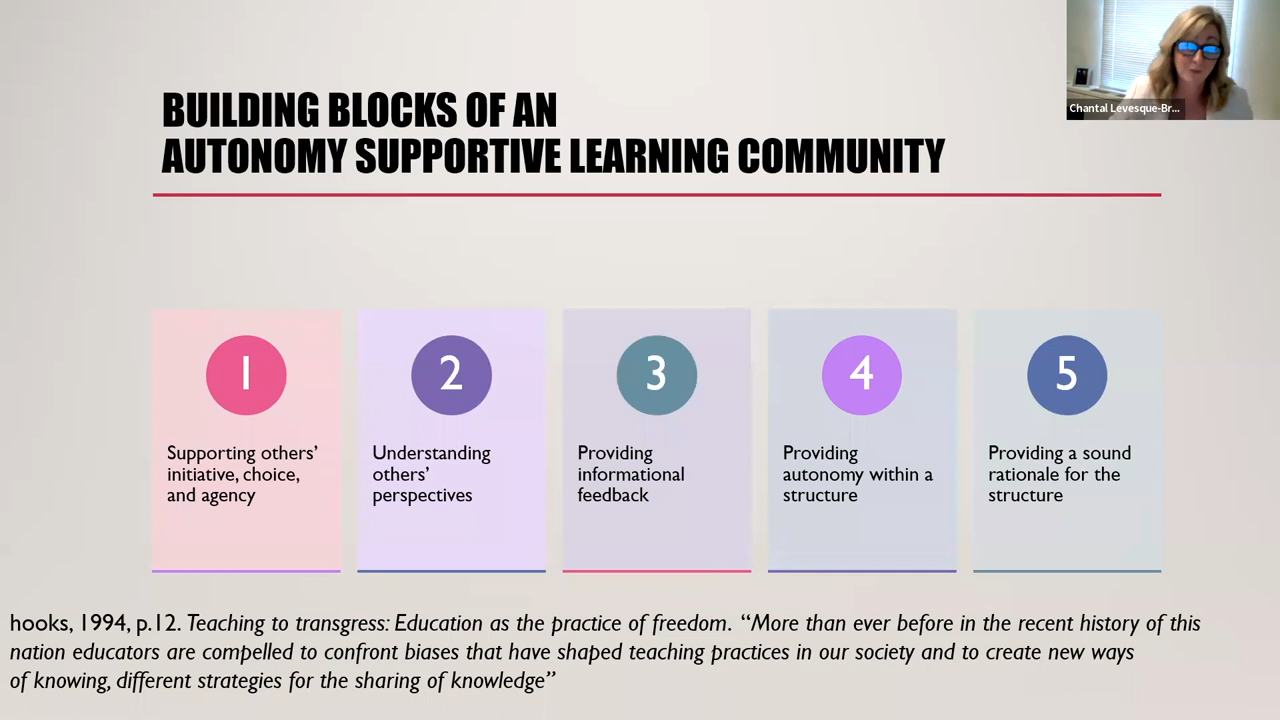 BUILDING BLOCKS OF AN
AUTONOMY SUPPORTIVE LEARNING COMMUNITY
Chantal Levesque-Br...
1
Supporting others’
initiative, choice,
and agency
2
Understanding
others’
perspectives
3
Providing
informational
feedback
4
Providing
autonomy within a
structure
5
Providing a sound
rationale for the
structure
hooks, 1994, p.12. Teaching to transgress: Education as the practice of freedom. “More than ever before in the recent history of this
nation educators are compelled to confront biases that have shaped teaching practices in our society and to create new ways
of knowing, different strategies for the sharing of knowledge”